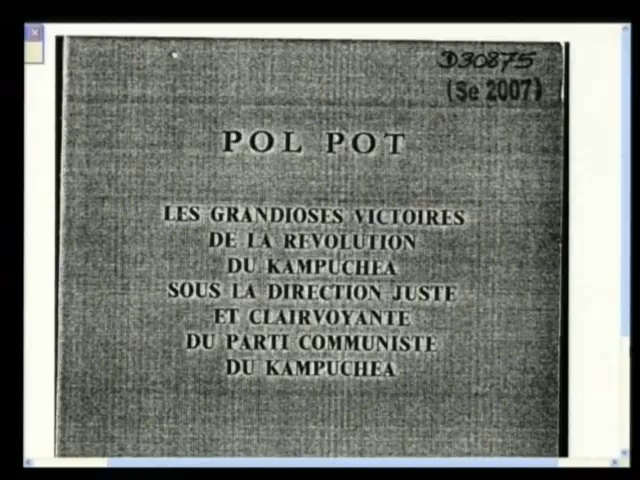 D30875
(Se 2007)
POL POT
LES GRANDIOSES VICTOIRES
DE LA REVOLUTION
DU KAMPUCHEA
SOUS LA DIRECTION JUSTE
ET CLAIRVOYANTE
DU PARTI COMMUNISTE
DU KAMPUCHEA